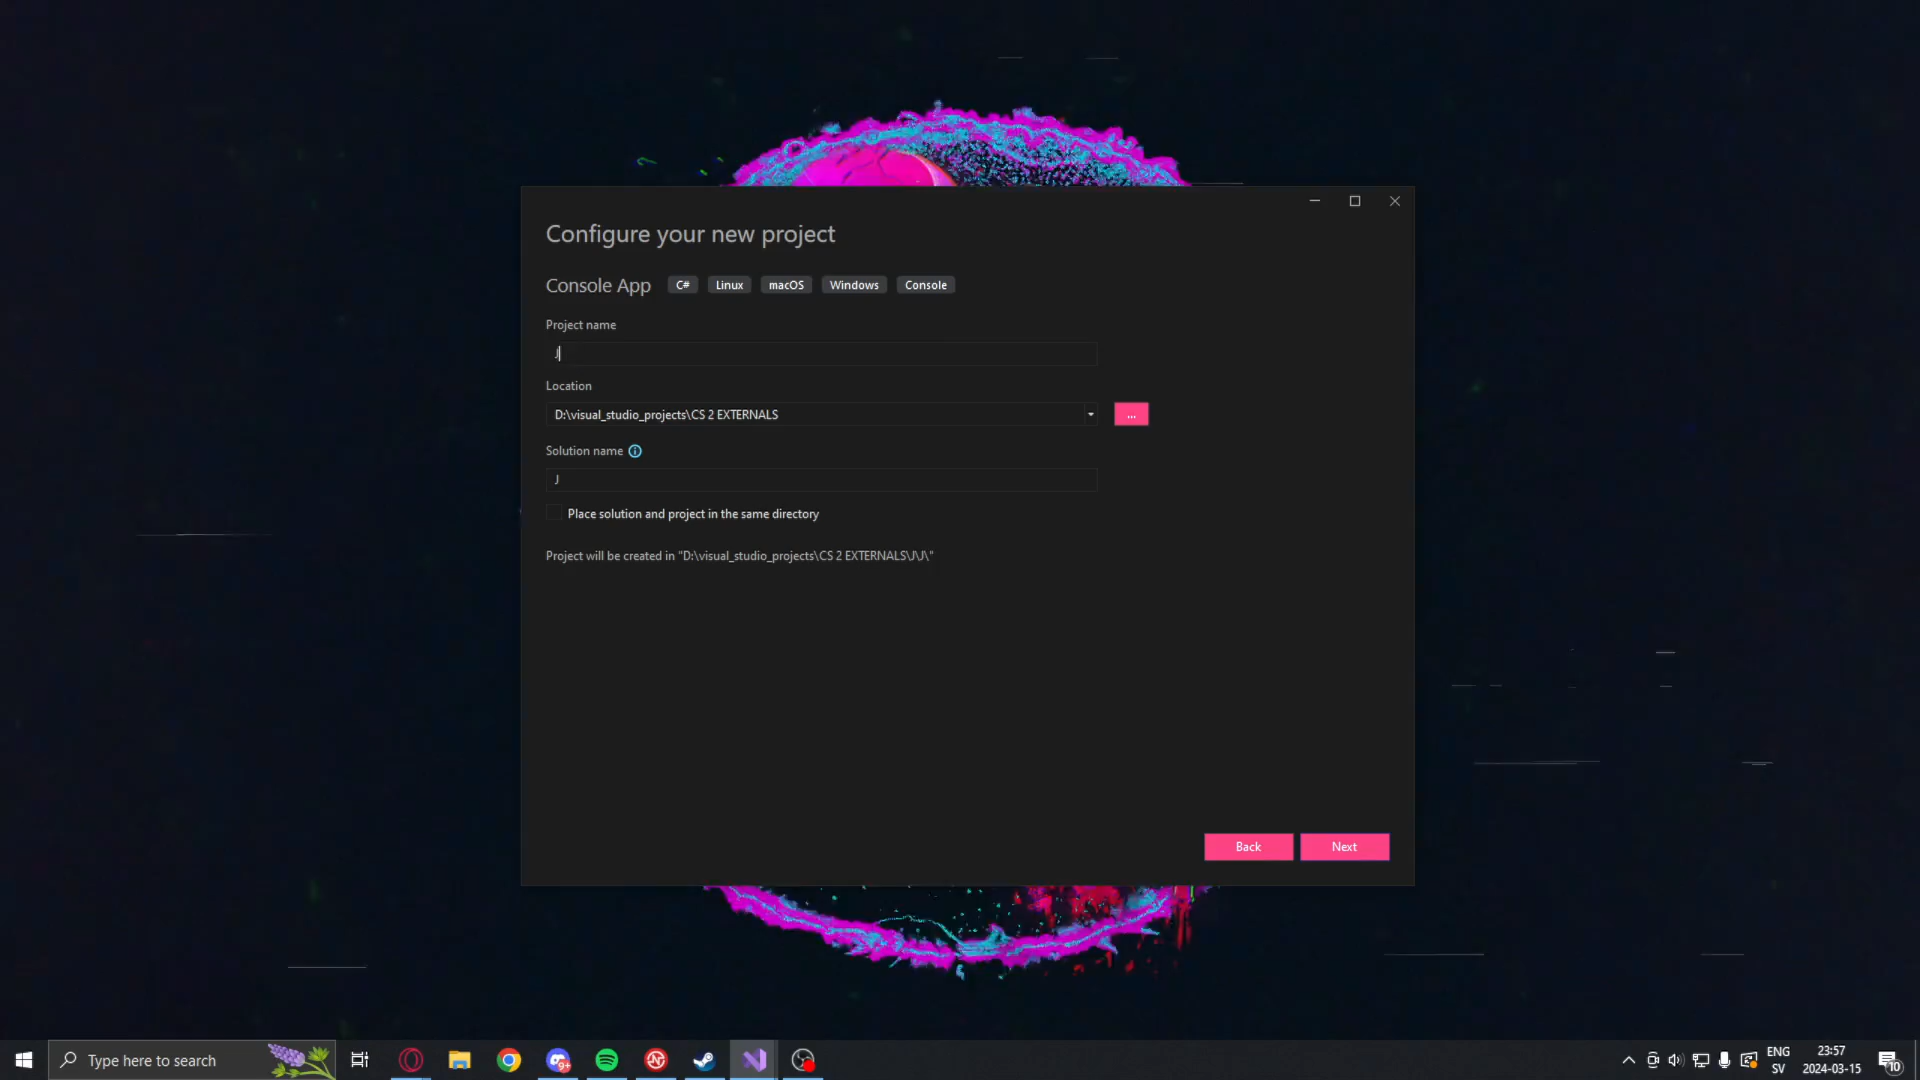 Configure your new project
Console App C# Linux macOS Windows Console
Project name
J
Location
D:\visual_studio_projects\CS 2 EXTERNALS
...
Solution name
J
Place solution and project in the same directory
Project will be created in "D:\visual_studio_projects\CS 2 EXTERNALS\J\J\"
Back Next
Type here to search
9+
ENG
SV
23:57
2024-03-15
10